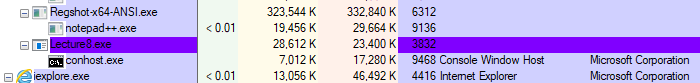 Regshot-x64-ANSI.exe 323,544 K 332,840 K 6312
notepad++.exe < 0.01 19,456 K 29,664 K 9136
Lecture8.exe 28,612 K 23,400 K 3832
conhost.exe 7,012 K 17,280 K 9468 Console Window Host Microsoft Corporation
iexplore.exe < 0.01 13,056 K 46,492 K 4416 Internet Explorer Microsoft Corporation